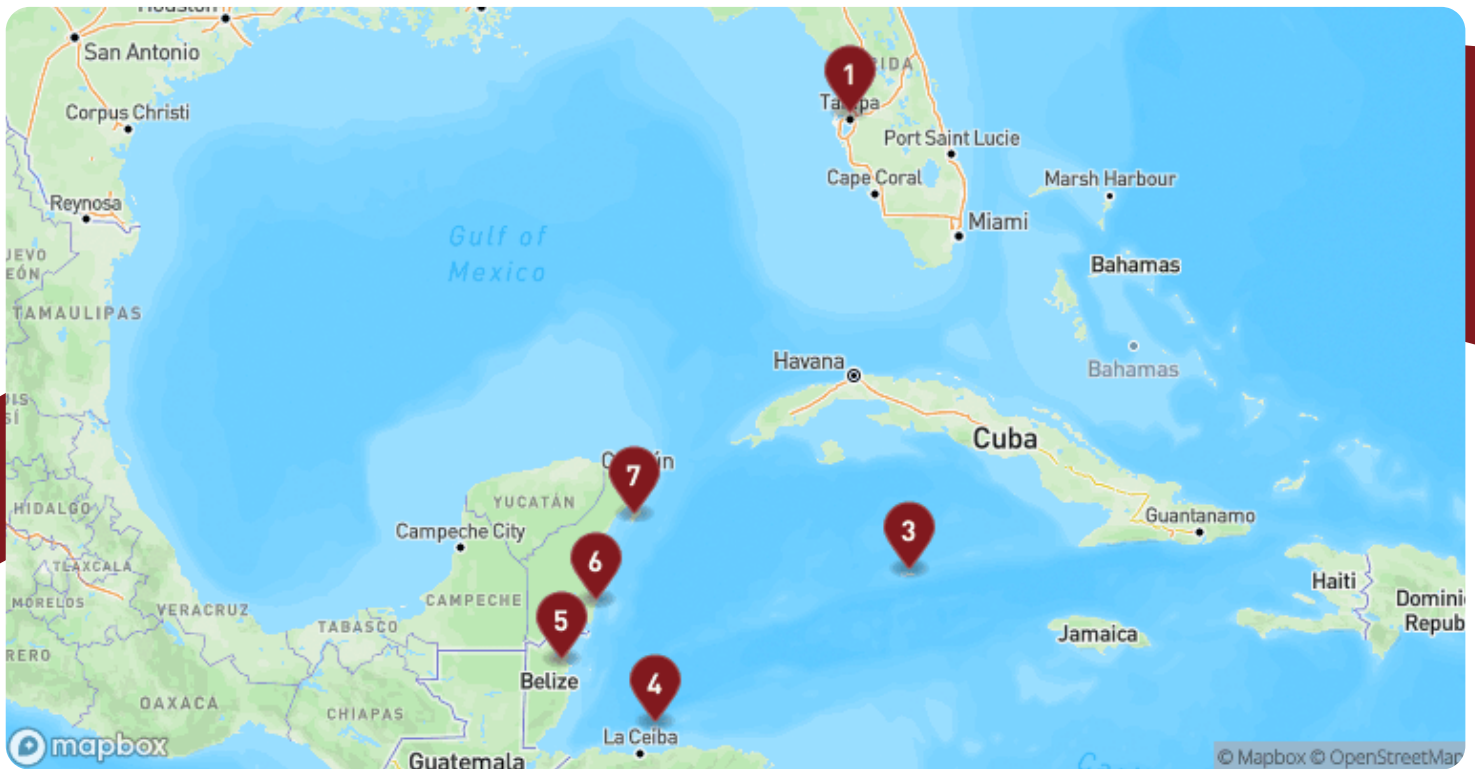 San Antonio
Corpus Christi
Reynosa
TAMAULIPAS
HIDALGO
TLAXCALA
MORELOS
VERACRUZ
OAXACA
CHIAPAS
TABASCO
Gulf of
Mexico
1
Port Saint Lucie
Cape Coral
Miami
Marsh Harbour
Bahamas
Bahamas
Havana
Cuba
7
YUCATÁN
Campeche City
CAMPECHE
6
5
Belize
4
La Ceiba
Guatemala
3
Guantanamo
Haiti
Jamaica
mapbox
© Mapbox © OpenStreetMap